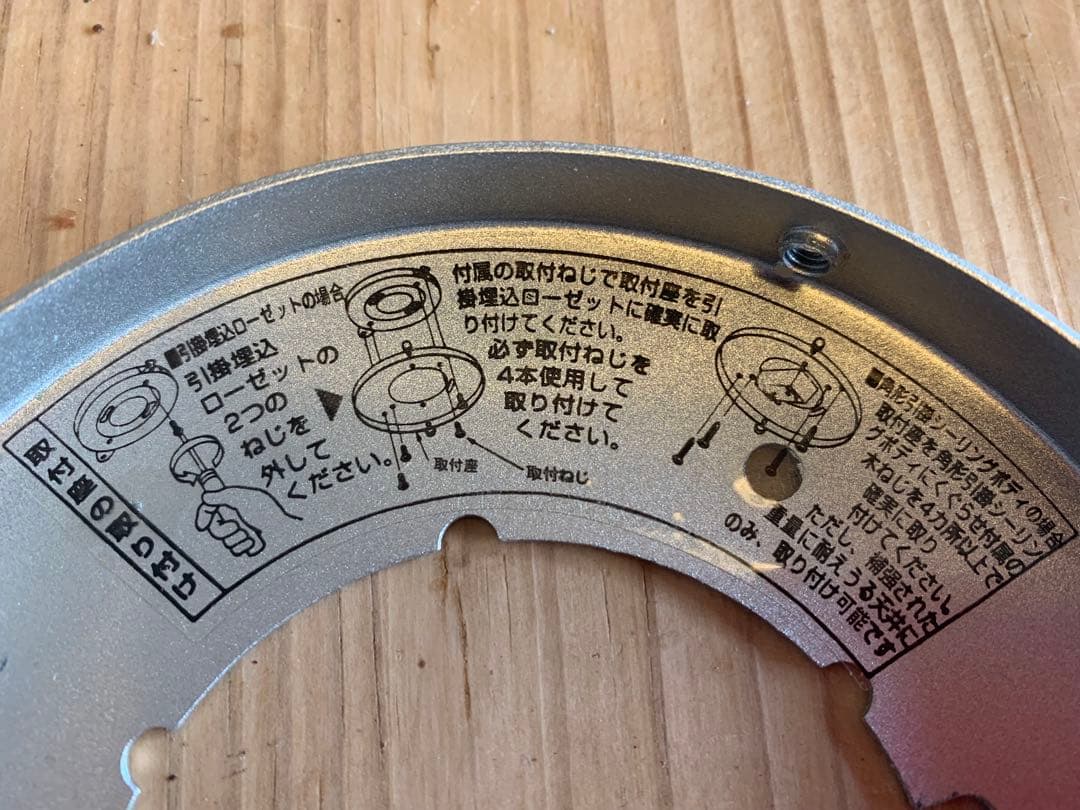 取付座の取り付け
■引掛埋込ローゼットの場合
引掛埋込
ローゼットの
2つの
ねじを
外して
ください。
付属の取付ねじで取付座を引
掛埋込ローゼットに確実に取
り付けてください。
必ず取付ねじを
4本使用して
取り付けて
ください。
取付座
取付ねじ
■角形引掛シーリングボディの場合
取付座を角形引掛シーリン
グボディにくぐらせ付属の
木ねじを4カ所以上で
確実に取り
付けてください。
ただし、補強された
重量に耐えうる天井に
のみ、取り付け可能です